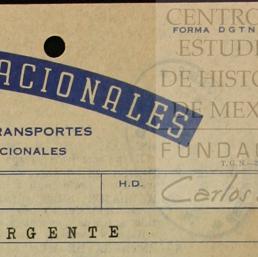 CENTRO
FORMA DGTN
ESTUDI
DE HISTO
DE MEX
FUNDA
T.G.N.
ACIONALES
RANSPORTES
CIONALES
H.D.
Carlos
RGENTE